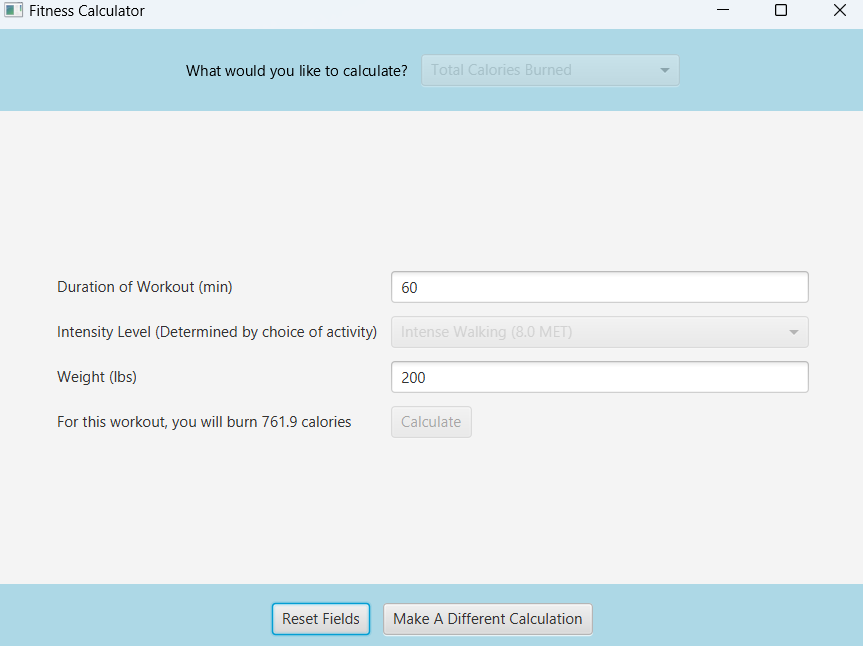 Fitness Calculator
What would you like to calculate? Total Calories Burned
Duration of Workout (min) 60
Intensity Level (Determined by choice of activity) Intense Walking (8.0 MET)
Weight (lbs) 200
For this workout, you will burn 761.9 calories Calculate
Reset Fields Make A Different Calculation